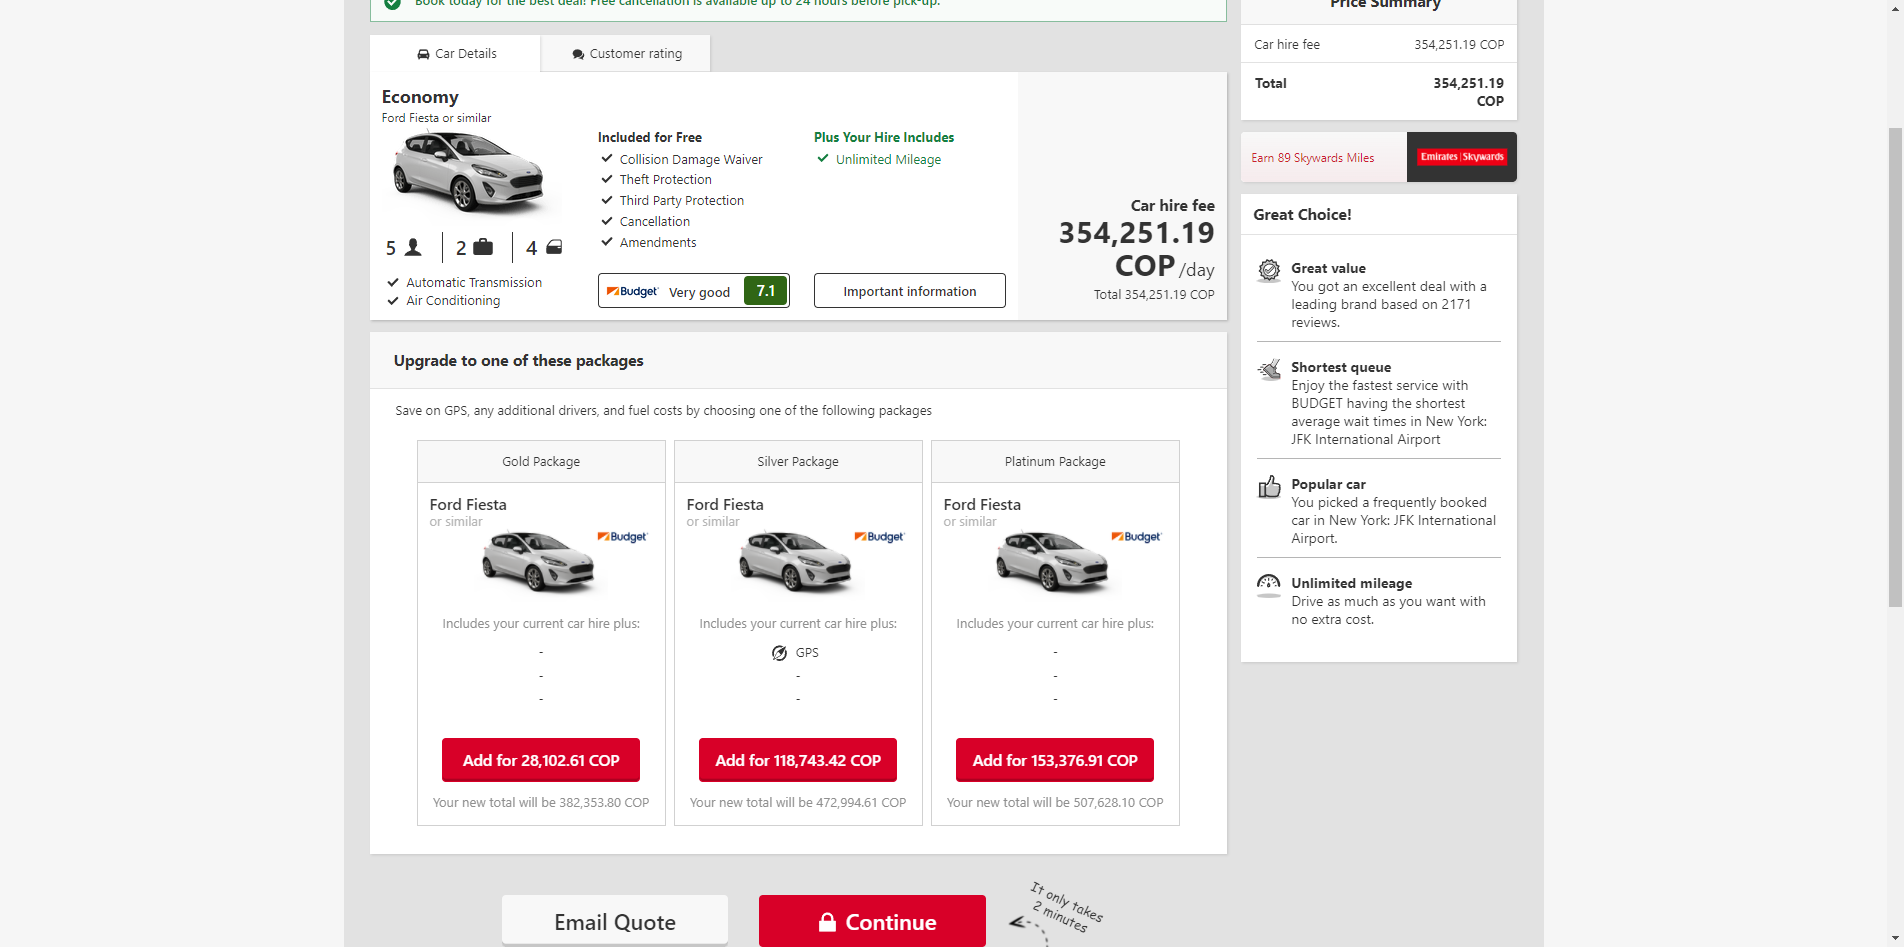 Book today for the best deal! Free cancellation is available up to 24 hours before pick-up.
Car Details
Customer rating
Economy
Ford Fiesta or similar
5
2
4
Automatic Transmission
Air Conditioning
Included for Free
Collision Damage Waiver
Theft Protection
Third Party Protection
Cancellation
Amendments
Budget Very good 7.1
Plus Your Hire Includes
Unlimited Mileage
Important information
Car hire fee
354,251.19
COP /day
Total 354,251.19 COP
Upgrade to one of these packages
Save on GPS, any additional drivers, and fuel costs by choosing one of the following packages
Gold Package
Ford Fiesta
or similar
Budget
Includes your current car hire plus:
-
-
-
Add for 28,102.61 COP
Your new total will be 382,353.80 COP
Silver Package
Ford Fiesta
or similar
Budget
Includes your current car hire plus:
GPS
-
-
Add for 118,743.42 COP
Your new total will be 472,994.61 COP
Platinum Package
Ford Fiesta
or similar
Budget
Includes your current car hire plus:
-
-
-
Add for 153,376.91 COP
Your new total will be 507,628.10 COP
Email Quote
Continue
It only takes
2 minutes
Price Summary
Car hire fee 354,251.19 COP
Total 354,251.19
COP
Earn 89 Skywards Miles
Emirates | Skywards
Great Choice!
Great value
You got an excellent deal with a
leading brand based on 2171
reviews.
Shortest queue
Enjoy the fastest service with
BUDGET having the shortest
average wait times in New York:
JFK International Airport
Popular car
You picked a frequently booked
car in New York: JFK International
Airport.
Unlimited mileage
Drive as much as you want with
no extra cost.